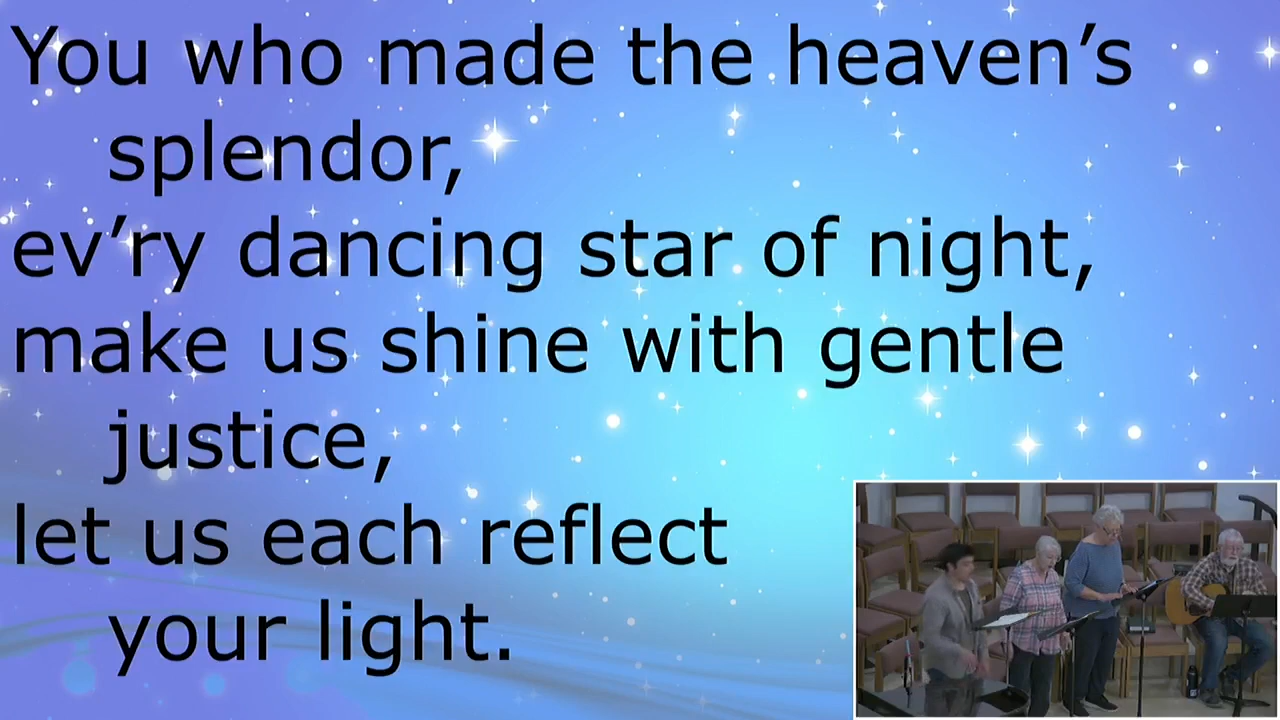 You who made the heaven’s
splendor,
ev’ry dancing star of night,
make us shine with gentle
justice,
let us each reflect
your light.